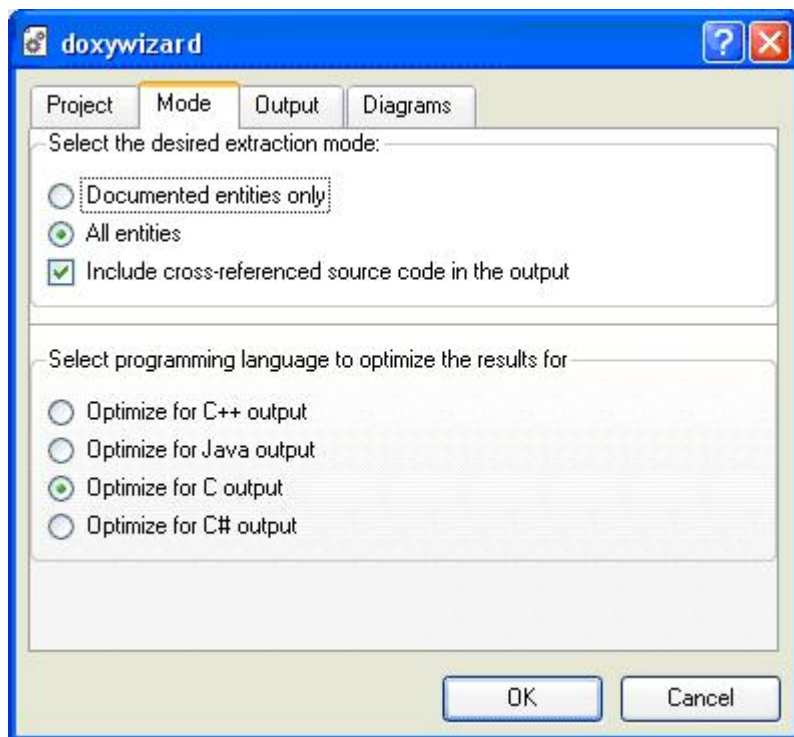 doxywizard
Project Mode Output Diagrams
Select the desired extraction mode:
Documented entities only
All entities
Include cross-referenced source code in the output
Select programming language to optimize the results for
Optimize for C++ output
Optimize for Java output
Optimize for C output
Optimize for C# output
OK Cancel